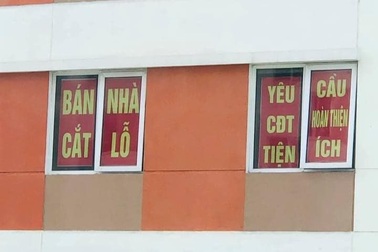 BÁN NHÀ
CẮT LỖ
YÊU CẦU
CĐT HOÀN THIỆN
TIỆN ÍCH